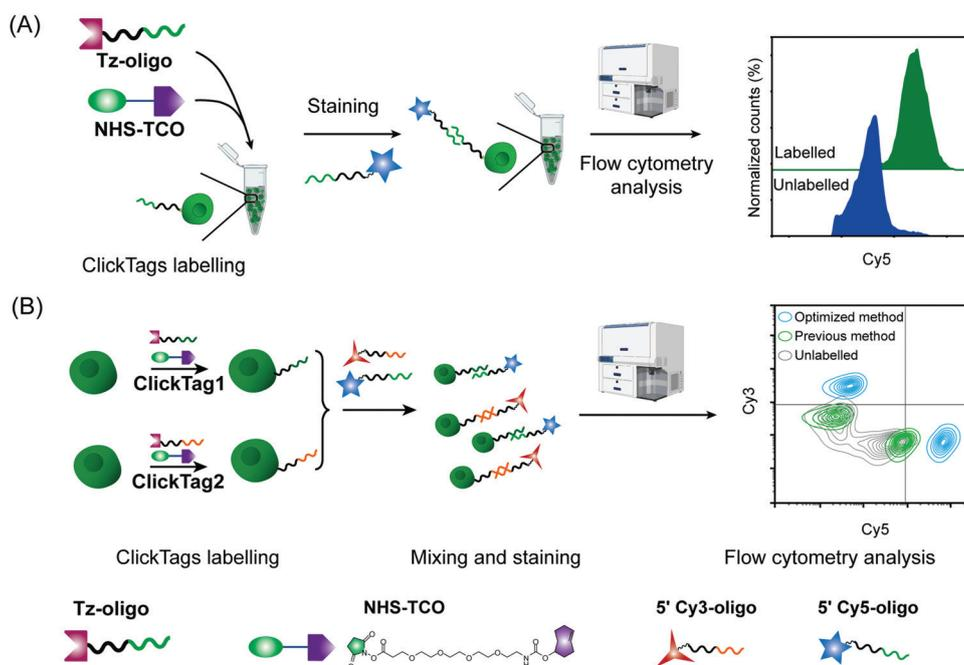 (A)
Tz-oligo
NHS-TCO
ClickTags labelling
Staining
Flow cytometry
analysis
Normalized counts (%)
Labelled
Unlabelled
Cy5
(B)
ClickTag1
ClickTag2
Optimized method
Previous method
Unlabelled
Cy3
Cy5
ClickTags labelling
Mixing and staining
Flow cytometry analysis
Tz-oligo
NHS-TCO
5' Cy3-oligo
5' Cy5-oligo
O
N
O
O
O
O
O
O
O
N
H
O
O